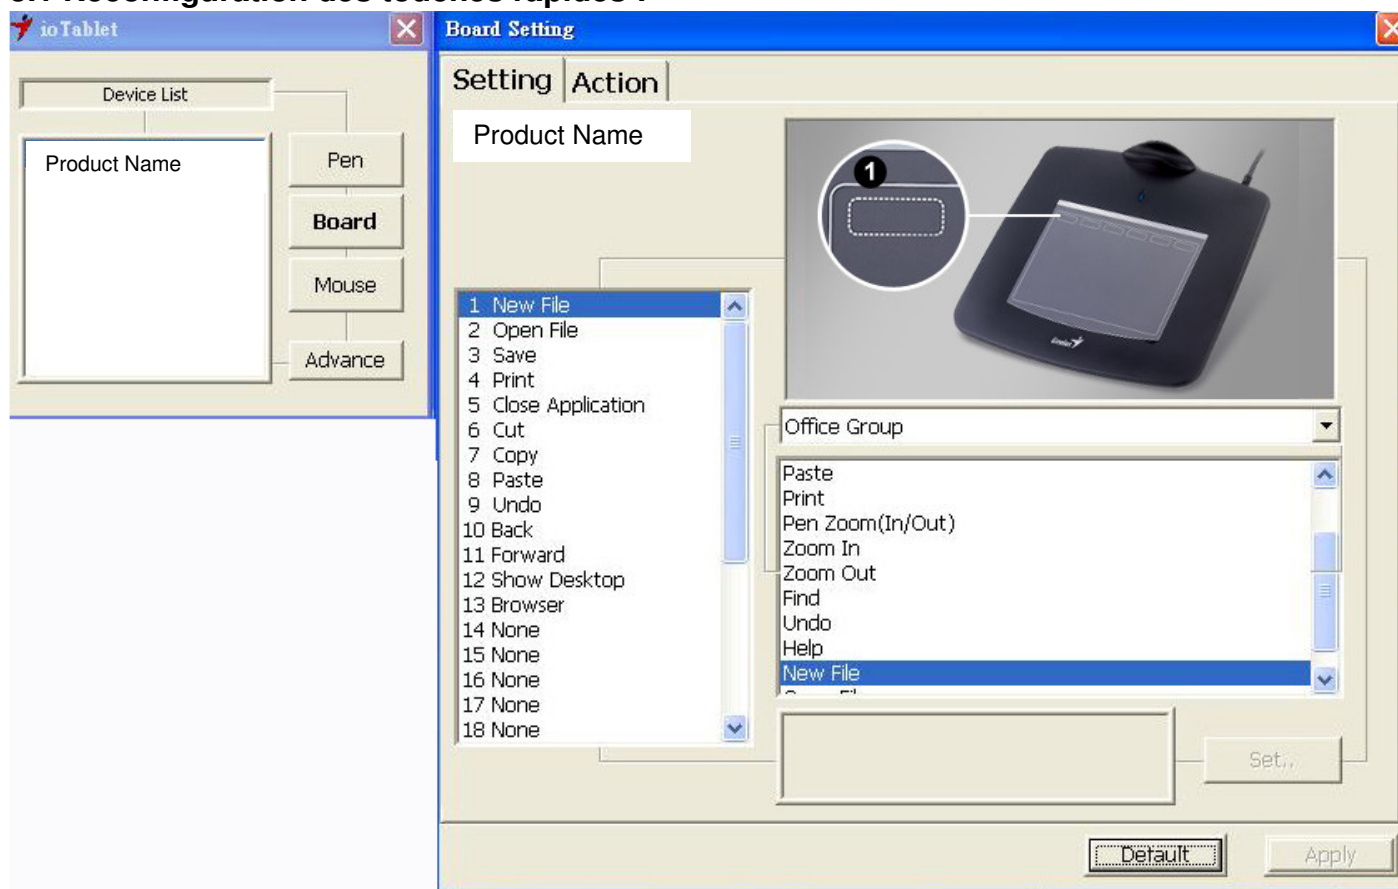 ioTablet
Device List
Product Name
Pen
Board
Mouse
Advance
Board Setting
Setting
Action
Product Name
1
1 New File
2 Open File
3 Save
4 Print
5 Close Application
6 Cut
7 Copy
8 Paste
9 Undo
10 Back
11 Forward
12 Show Desktop
13 Browser
14 None
15 None
16 None
17 None
18 None
Genius
Office Group
Paste
Print
Pen Zoom(In/Out)
Zoom In
Zoom Out
Find
Undo
Help
New File
Set..
Default
Apply